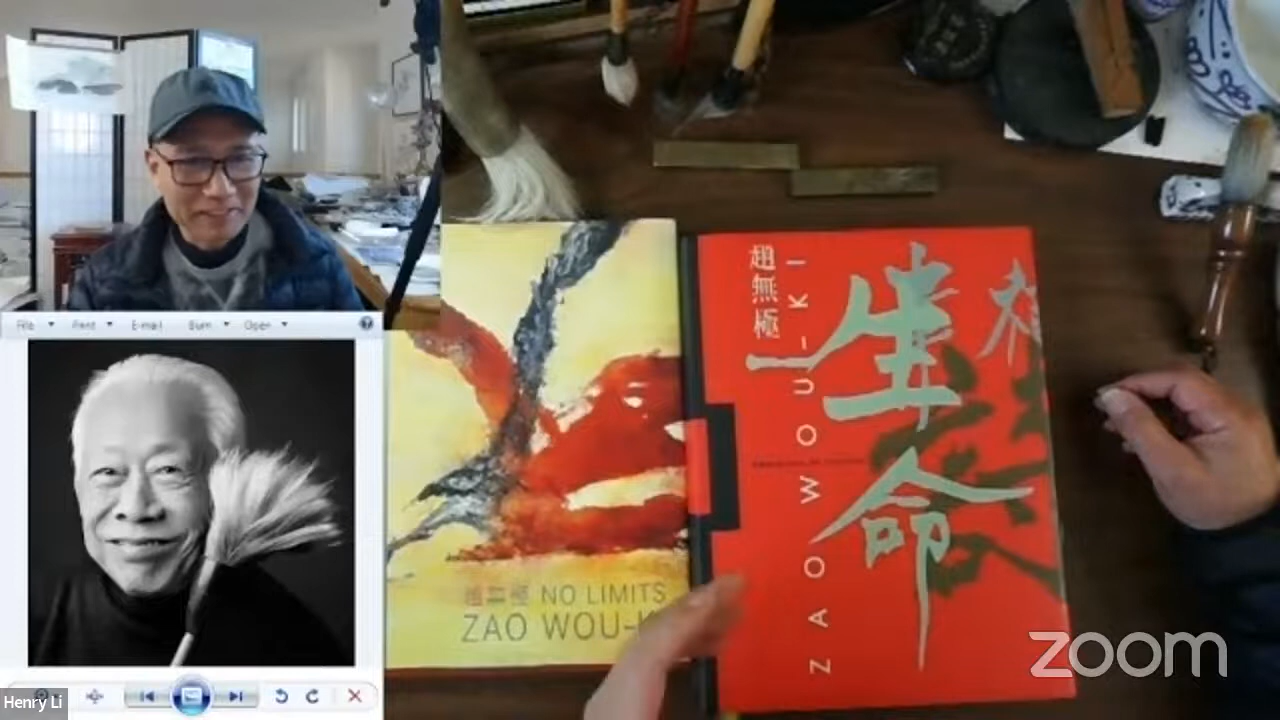 File Print E-mail Burn Open
Henry Li
趙無極 NO LIMITS
ZAO WOU-K
趙無極
ZAO WOU-KI
生命
zoom